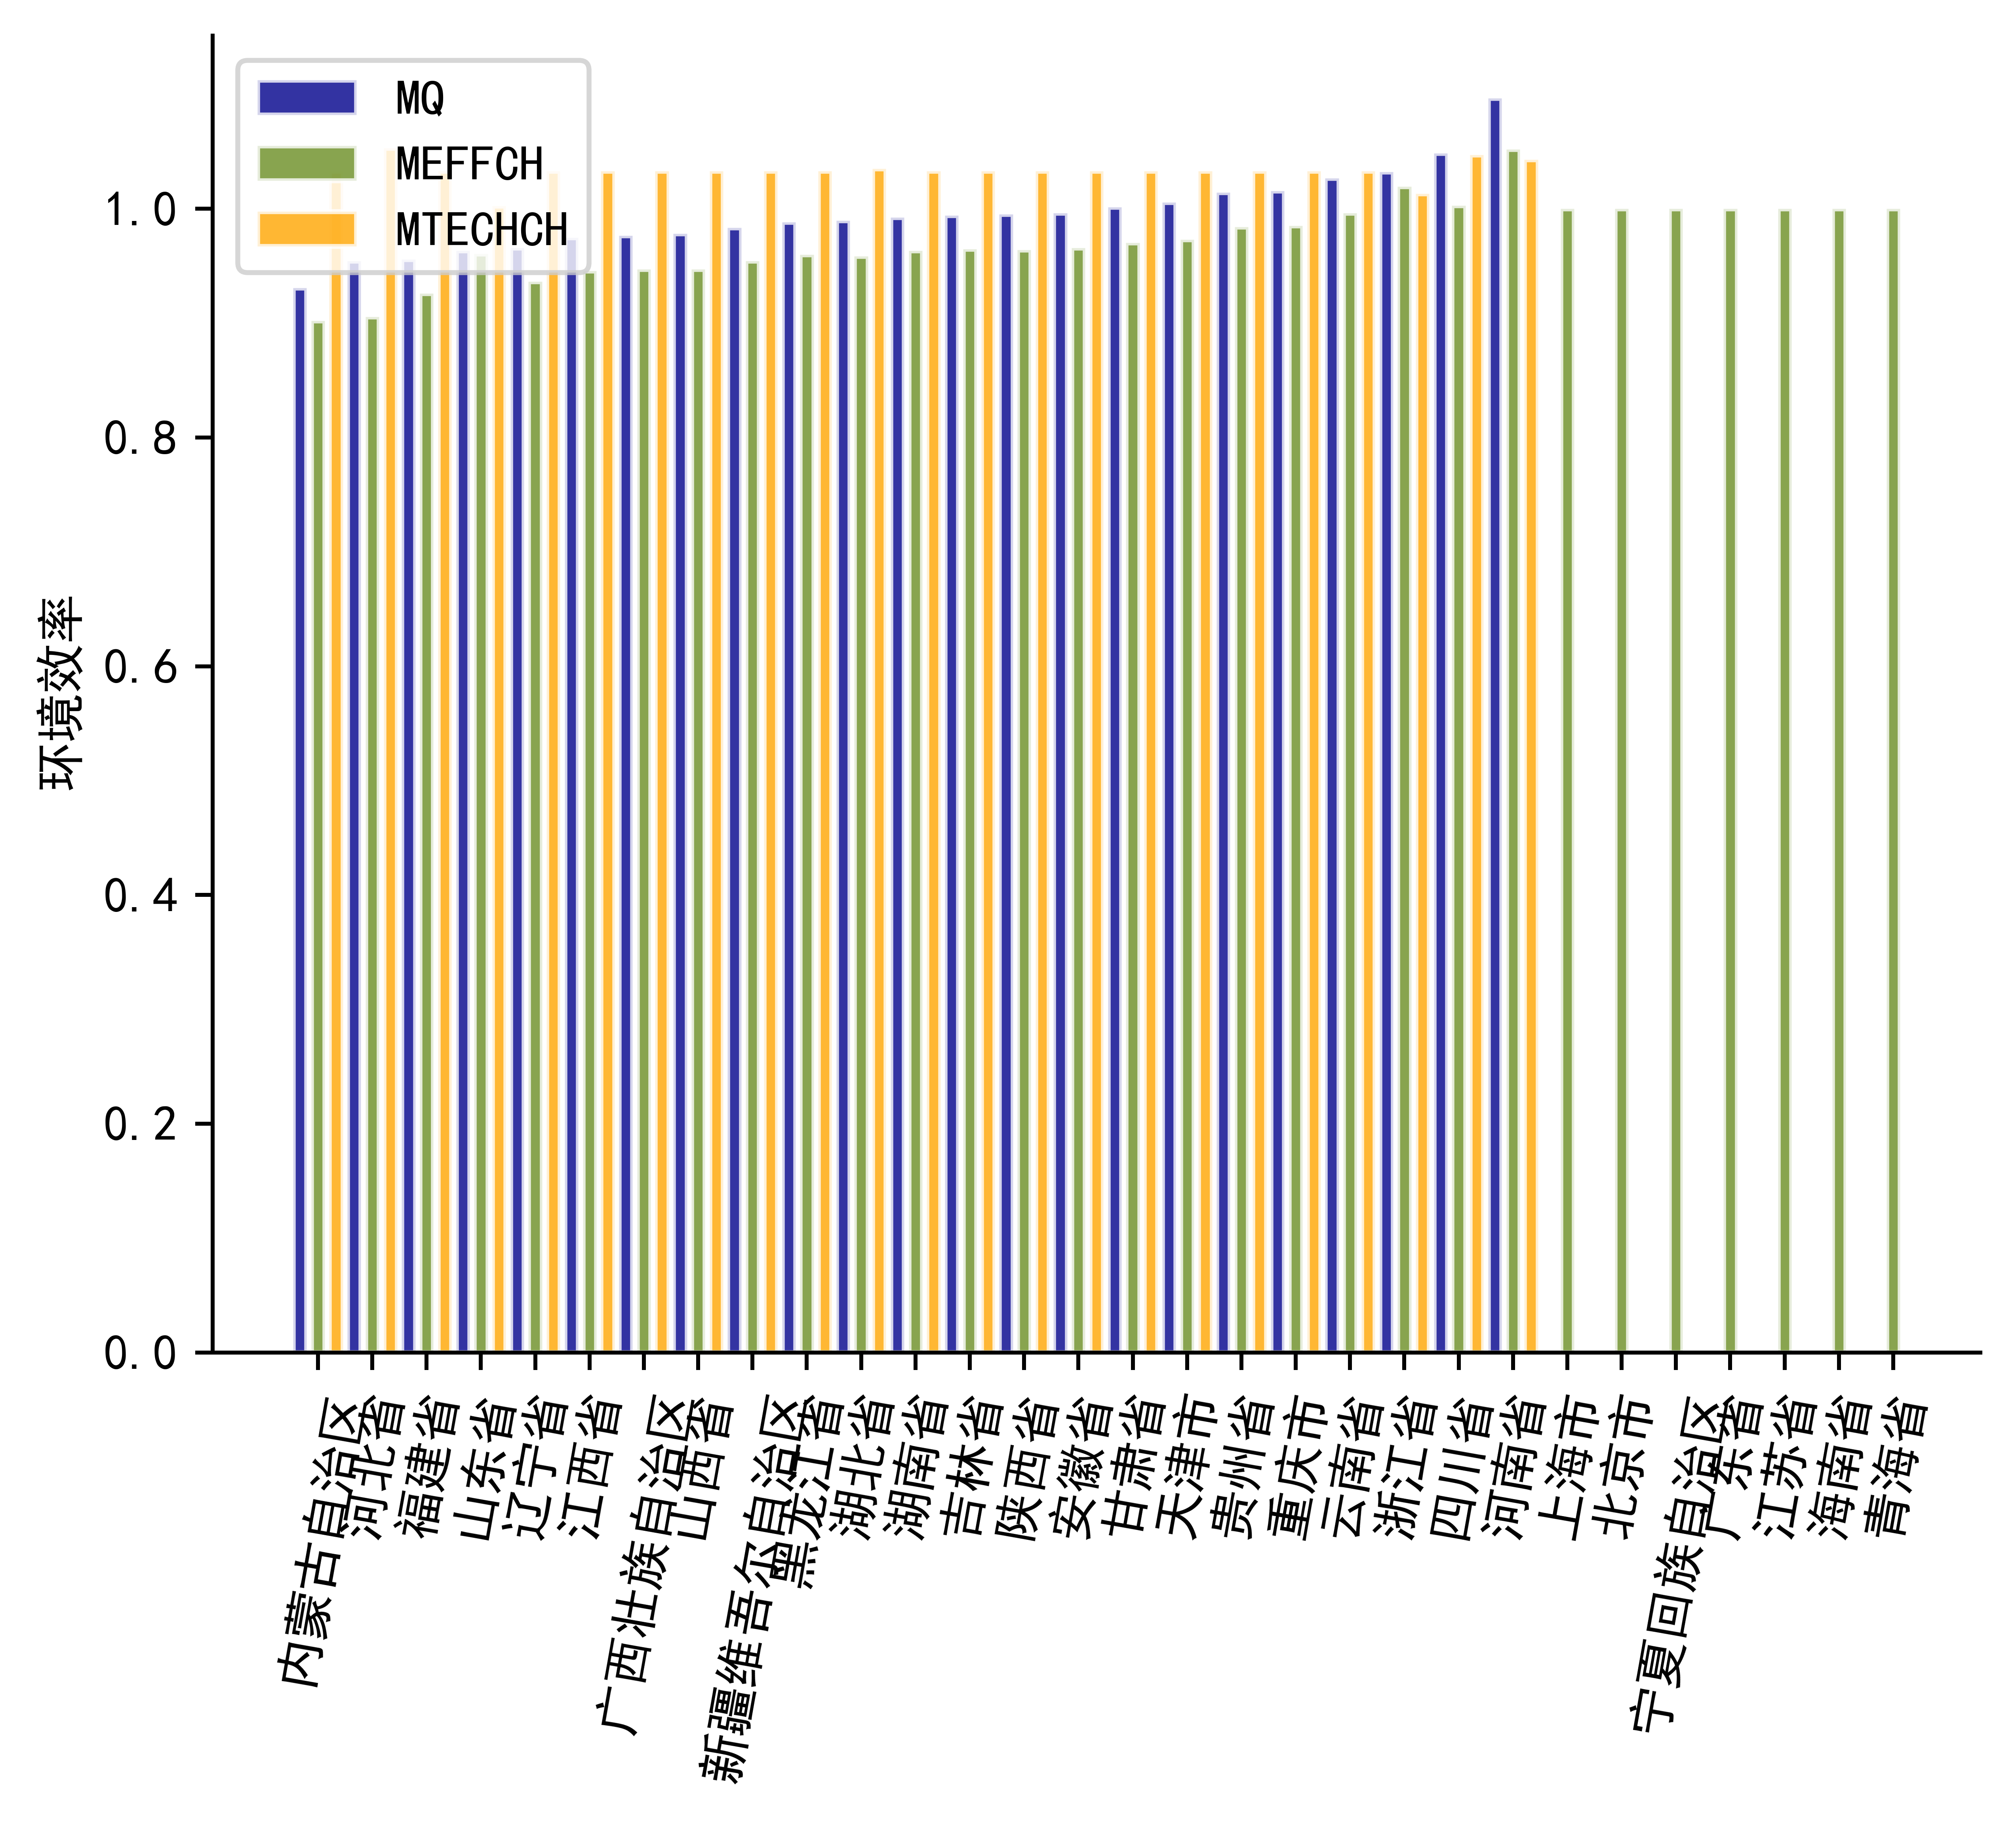 MQ
MEFFCH
MTECHCH
1.0
0.8
0.6
0.4
0.2
0.0
环境效率
内蒙古自治区
河北省
福建省
山东省
辽宁省
江西省
广西壮族自治区
山西省
新疆维吾尔自治区
黑龙江省
湖北省
湖南省
吉林省
陕西省
安徽省
甘肃省
天津市
贵州省
重庆市
云南省
浙江省
四川省
河南省
上海市
北京市
宁夏回族自治区
广东省
江苏省
海南省
青海省